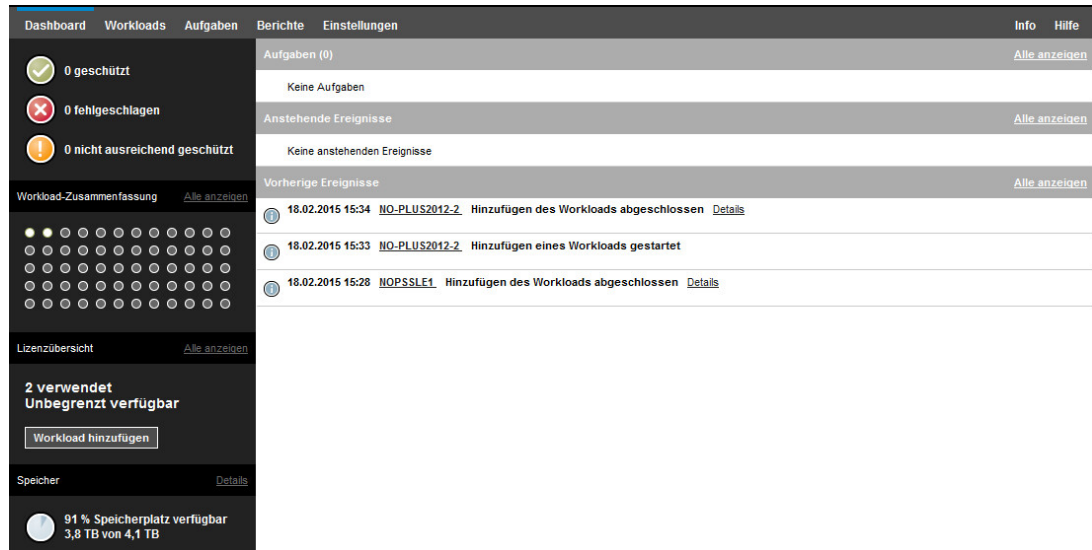 Dashboard Workloads Aufgaben Berichte Einstellungen Info Hilfe
0 geschützt
0 fehlgeschlagen
0 nicht ausreichend geschützt
Workload-Zusammenfassung Alle anzeigen
Lizenzübersicht Alle anzeigen
2 verwendet
Unbegrenzt verfügbar
Workload hinzufügen
Speicher Details
91 % Speicherplatz verfügbar
3,8 TB von 4,1 TB
Aufgaben (0) Alle anzeigen
Keine Aufgaben
Anstehende Ereignisse Alle anzeigen
Keine anstehenden Ereignisse
Vorherige Ereignisse Alle anzeigen
18.02.2015 15:34 NO-PLUS2012-2 Hinzufügen des Workloads abgeschlossen Details
18.02.2015 15:33 NO-PLUS2012-2 Hinzufügen eines Workloads gestartet
18.02.2015 15:28 NOPSSLE1 Hinzufügen des Workloads abgeschlossen Details